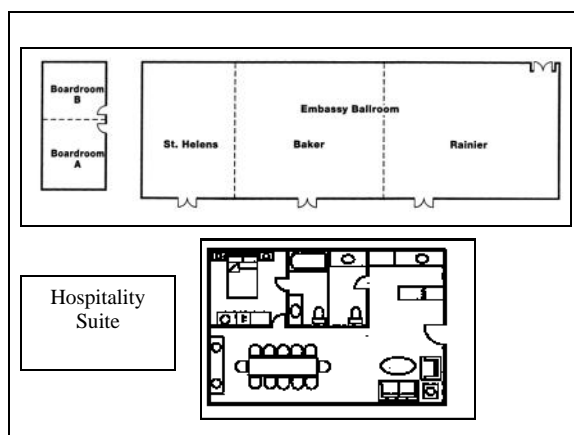 Boardroom
B
Embassy Ballroom
St. Helens
Baker
Rainier
Boardroom
A
Hospitality
Suite